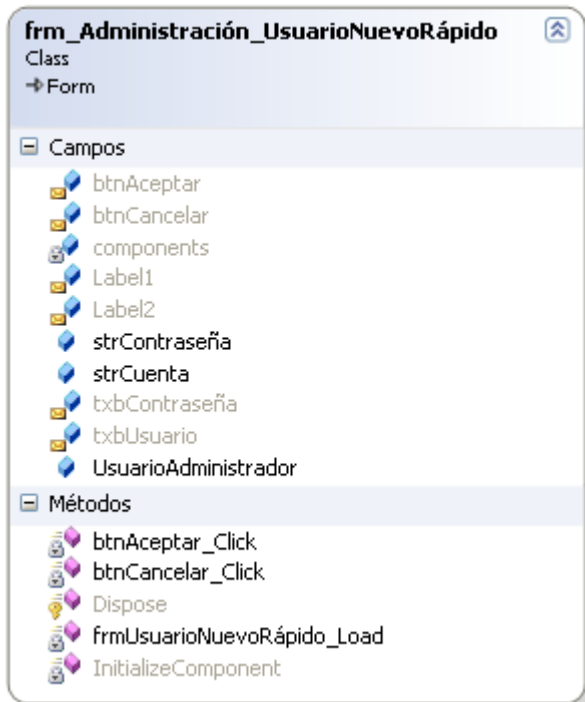 frm_Administración_UsuarioNuevoRápido
Class
Form
Campos
btnAceptar
btnCancelar
components
Label1
Label2
strContraseña
strCuenta
txbContraseña
txbUsuario
UsuarioAdministrador
Métodos
btnAceptar_Click
btnCancelar_Click
Dispose
frmUsuarioNuevoRápido_Load
InitializeComponent